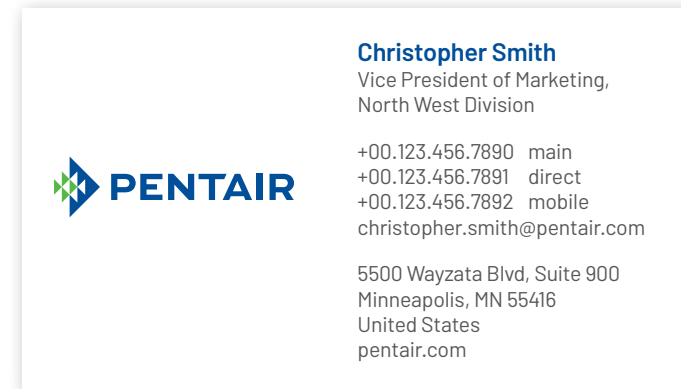 PENTAIR
Christopher Smith
Vice President of Marketing,
North West Division
+00.123.456.7890 main
+00.123.456.7891 direct
+00.123.456.7892 mobile
christopher.smith@pentair.com
5500 Wayzata Blvd, Suite 900
Minneapolis, MN 55416
United States
pentair.com